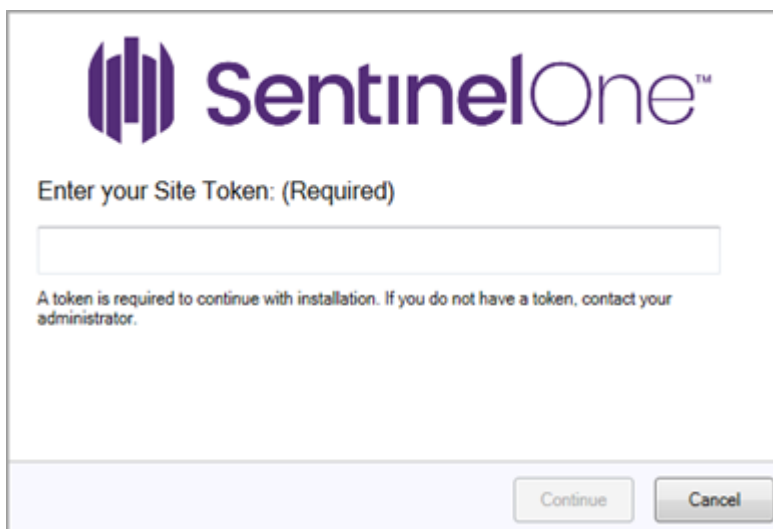 SentinelOne™
Enter your Site Token: (Required)
A token is required to continue with installation. If you do not have a token, contact your
administrator.
Continue
Cancel